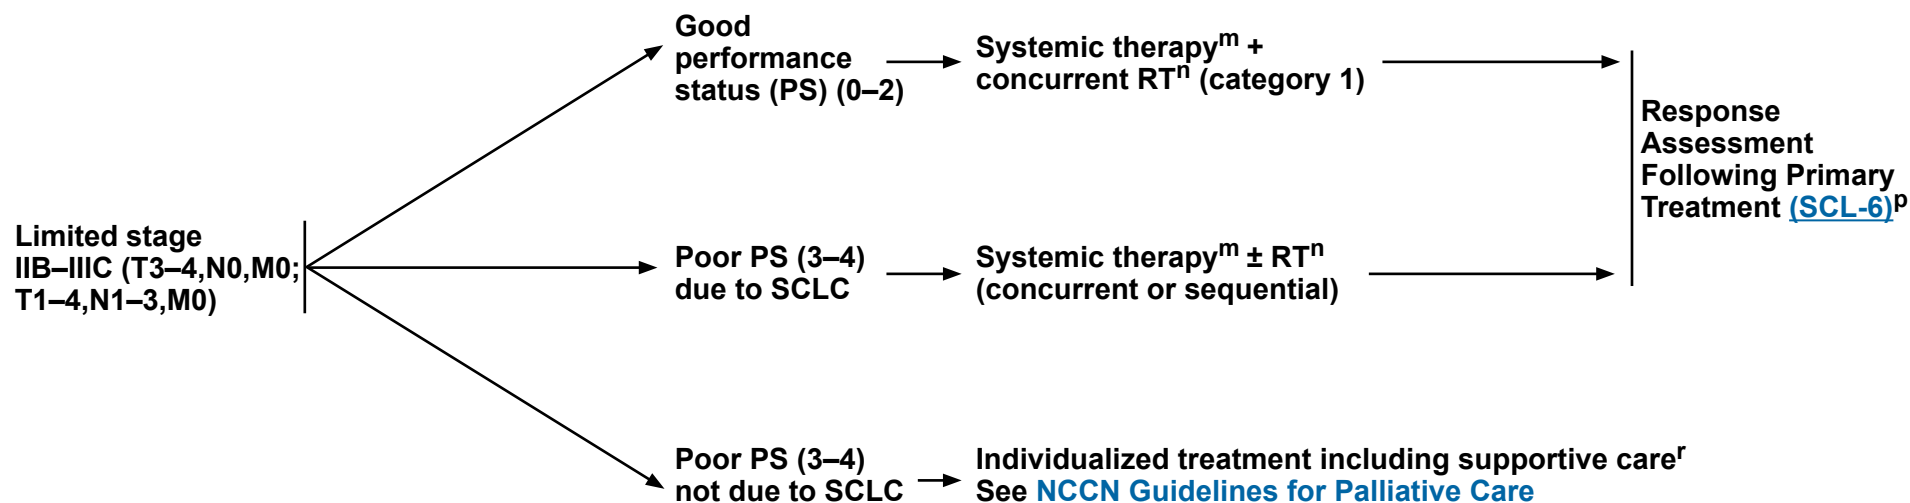 Good
performance
status (PS) (0–2)
Systemic therapym +
concurrent RTn (category 1)
Response
Assessment
Following Primary
Treatment (SCL-6)p
Limited stage
IIB–IIIC (T3–4,N0,M0;
T1–4,N1–3,M0)
Poor PS (3–4)
due to SCLC
Systemic therapym ± RTn
(concurrent or sequential)
Poor PS (3–4)
not due to SCLC
Individualized treatment including supportive carer
See NCCN Guidelines for Palliative Care